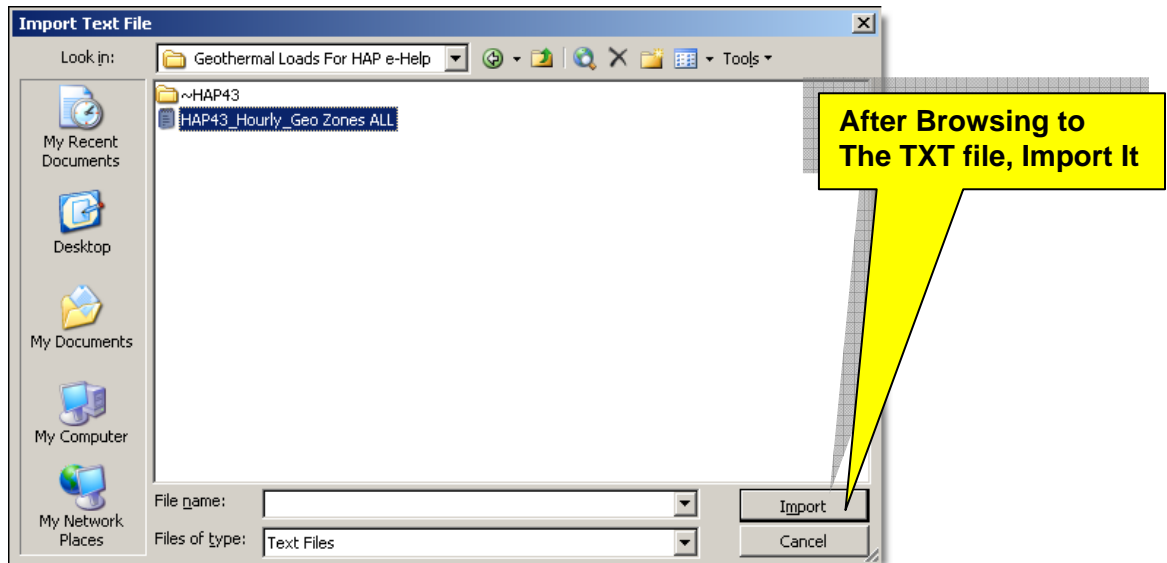 Import Text File
Look in:
Geothermal Loads For HAP e-Help
Tools
~HAP43
HAP43_Hourly_Geo Zones ALL
After Browsing to
The TXT file, Import It
My Recent
Documents
Desktop
My Documents
My Computer
My Network
Places
File name:
Import
Files of type:
Text Files
Cancel